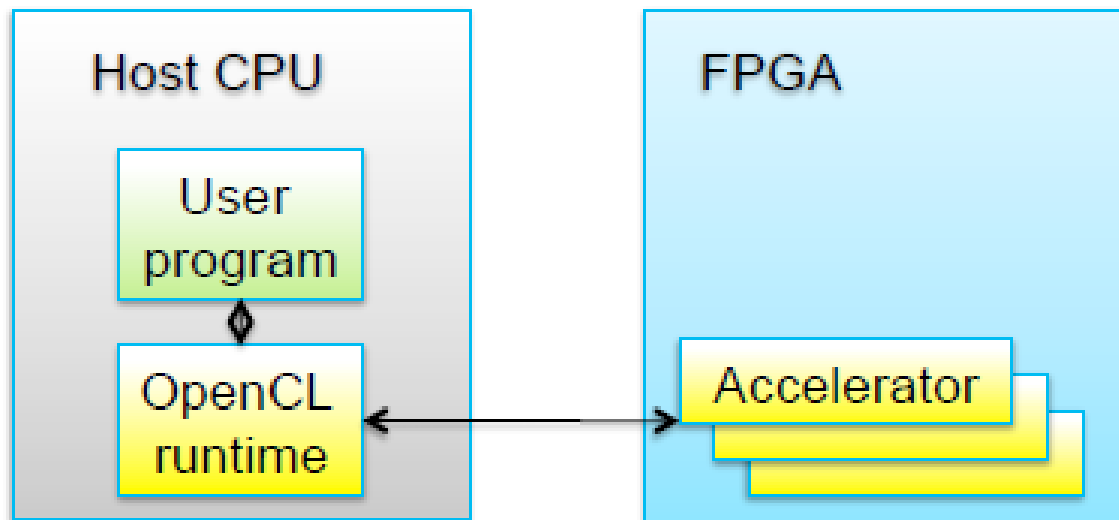 Host CPU
User
program
OpenCL
runtime
FPGA
Accelerator